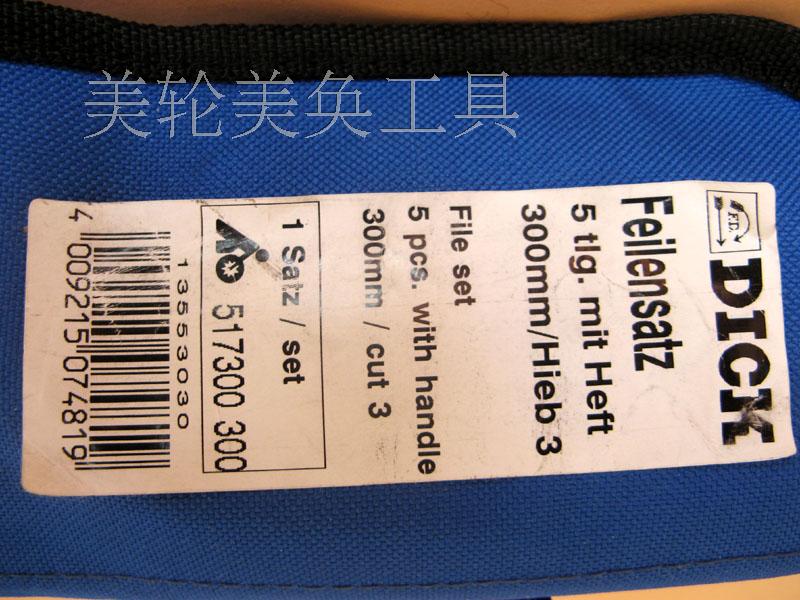 美轮美奂工具
F.D.
DICK
Feilensatz
5 tlg. mit Heft
300mm/Hieb 3
File set
5 pcs. with handle
300mm / cut 3
1 Satz / set
517300 300
13553030
4 009215 074819